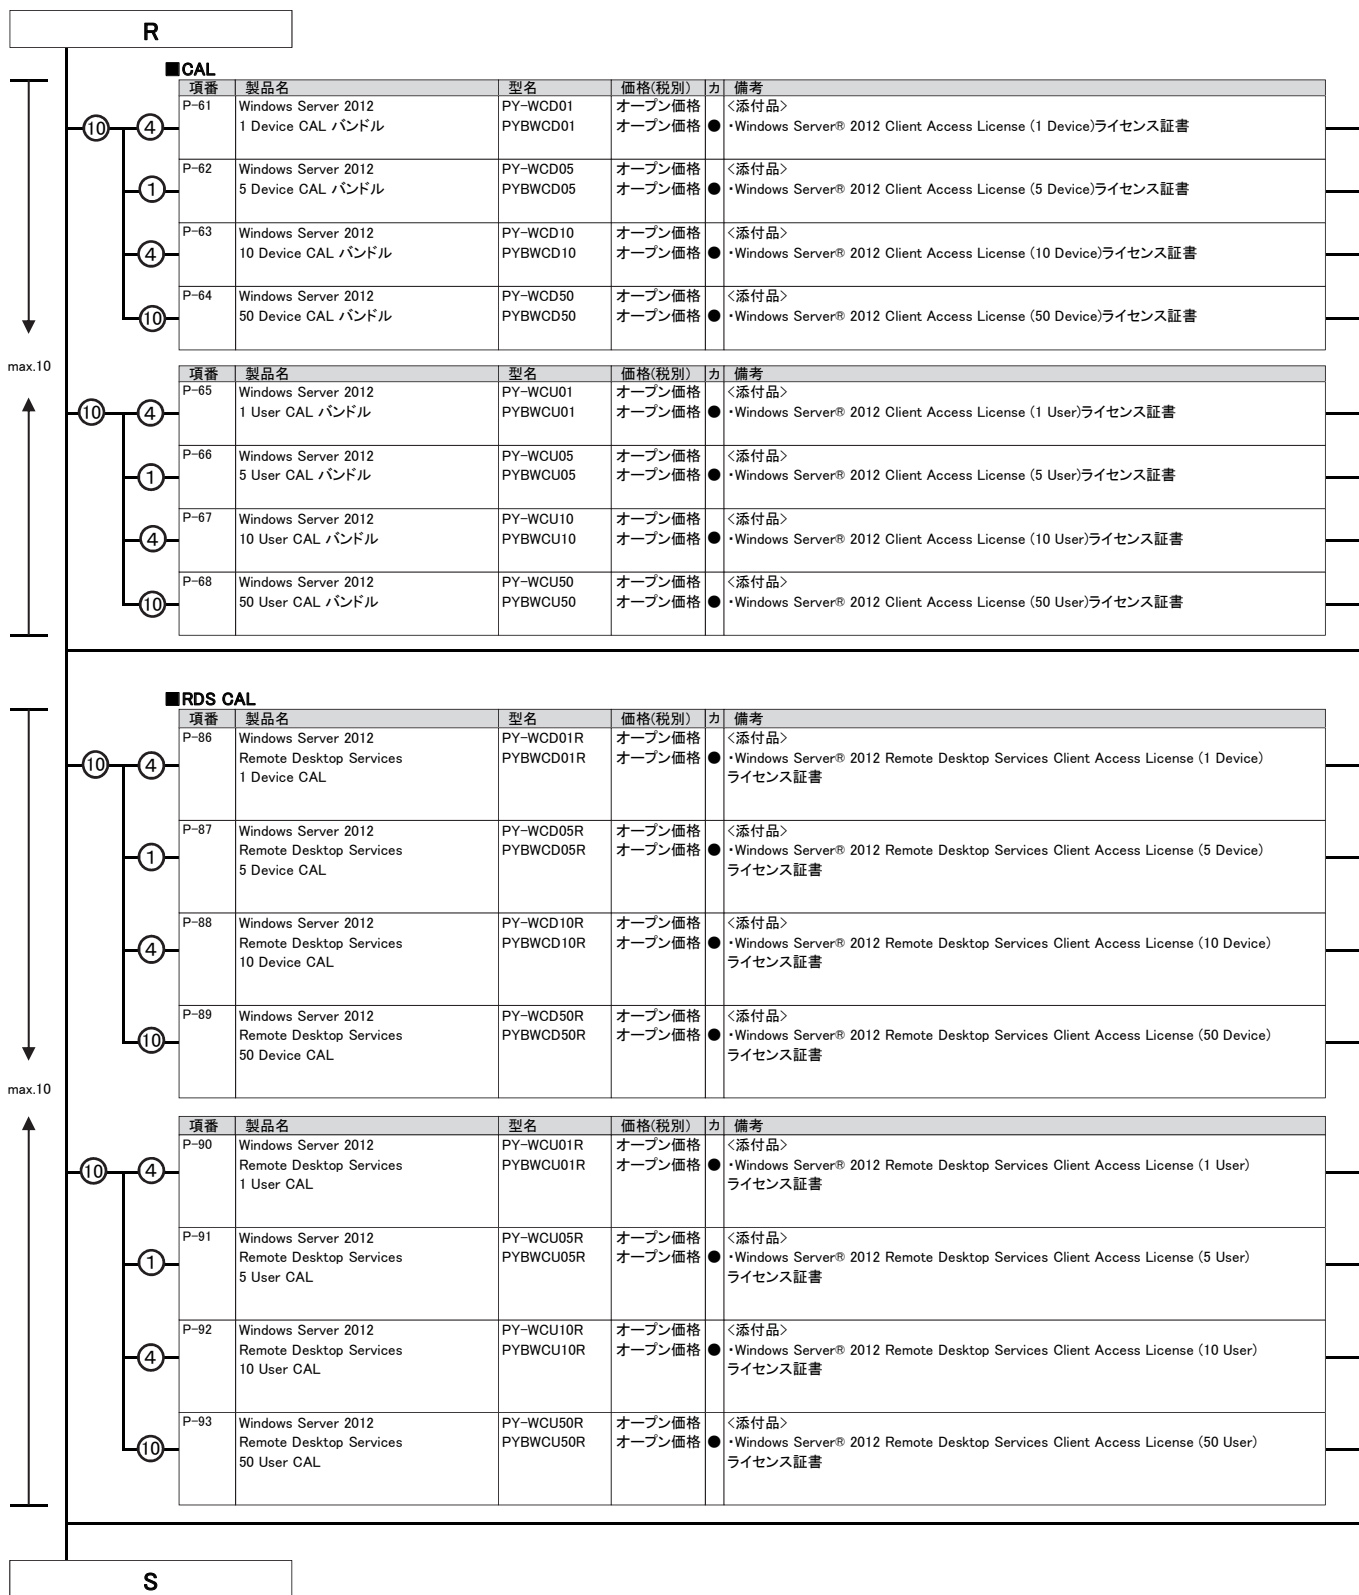 R
■CAL
項番 製品名 型名 価格(税別) カ 備考
⑩ ④ P-61 Windows Server 2012 PY-WCD01 オープン価格 <添付品>
1 Device CAL バンドル PYBWCD01 オープン価格 ● ・Windows Server® 2012 Client Access License (1 Device)ライセンス証書
① P-62 Windows Server 2012 PY-WCD05 オープン価格 <添付品>
5 Device CAL バンドル PYBWCD05 オープン価格 ● ・Windows Server® 2012 Client Access License (5 Device)ライセンス証書
④ P-63 Windows Server 2012 PY-WCD10 オープン価格 <添付品>
10 Device CAL バンドル PYBWCD10 オープン価格 ● ・Windows Server® 2012 Client Access License (10 Device)ライセンス証書
⑩ P-64 Windows Server 2012 PY-WCD50 オープン価格 <添付品>
50 Device CAL バンドル PYBWCD50 オープン価格 ● ・Windows Server® 2012 Client Access License (50 Device)ライセンス証書
max.10
項番 製品名 型名 価格(税別) カ 備考
⑩ ④ P-65 Windows Server 2012 PY-WCU01 オープン価格 <添付品>
1 User CAL バンドル PYBWCU01 オープン価格 ● ・Windows Server® 2012 Client Access License (1 User)ライセンス証書
① P-66 Windows Server 2012 PY-WCU05 オープン価格 <添付品>
5 User CAL バンドル PYBWCU05 オープン価格 ● ・Windows Server® 2012 Client Access License (5 User)ライセンス証書
④ P-67 Windows Server 2012 PY-WCU10 オープン価格 <添付品>
10 User CAL バンドル PYBWCU10 オープン価格 ● ・Windows Server® 2012 Client Access License (10 User)ライセンス証書
⑩ P-68 Windows Server 2012 PY-WCU50 オープン価格 <添付品>
50 User CAL バンドル PYBWCU50 オープン価格 ● ・Windows Server® 2012 Client Access License (50 User)ライセンス証書
■RDS CAL
項番 製品名 型名 価格(税別) カ 備考
⑩ ④ P-86 Windows Server 2012 PY-WCD01R オープン価格 <添付品>
Remote Desktop Services PYBWCD01R オープン価格 ● ・Windows Server® 2012 Remote Desktop Services Client Access License (1 Device)
1 Device CAL ライセンス証書
① P-87 Windows Server 2012 PY-WCD05R オープン価格 <添付品>
Remote Desktop Services PYBWCD05R オープン価格 ● ・Windows Server® 2012 Remote Desktop Services Client Access License (5 Device)
5 Device CAL ライセンス証書
④ P-88 Windows Server 2012 PY-WCD10R オープン価格 <添付品>
Remote Desktop Services PYBWCD10R オープン価格 ● ・Windows Server® 2012 Remote Desktop Services Client Access License (10 Device)
10 Device CAL ライセンス証書
⑩ P-89 Windows Server 2012 PY-WCD50R オープン価格 <添付品>
Remote Desktop Services PYBWCD50R オープン価格 ● ・Windows Server® 2012 Remote Desktop Services Client Access License (50 Device)
50 Device CAL ライセンス証書
max.10
項番 製品名 型名 価格(税別) カ 備考
⑩ ④ P-90 Windows Server 2012 PY-WCU01R オープン価格 <添付品>
Remote Desktop Services PYBWCU01R オープン価格 ● ・Windows Server® 2012 Remote Desktop Services Client Access License (1 User)
1 User CAL ライセンス証書
① P-91 Windows Server 2012 PY-WCU05R オープン価格 <添付品>
Remote Desktop Services PYBWCU05R オープン価格 ● ・Windows Server® 2012 Remote Desktop Services Client Access License (5 User)
5 User CAL ライセンス証書
④ P-92 Windows Server 2012 PY-WCU10R オープン価格 <添付品>
Remote Desktop Services PYBWCU10R オープン価格 ● ・Windows Server® 2012 Remote Desktop Services Client Access License (10 User)
10 User CAL ライセンス証書
⑩ P-93 Windows Server 2012 PY-WCU50R オープン価格 <添付品>
Remote Desktop Services PYBWCU50R オープン価格 ● ・Windows Server® 2012 Remote Desktop Services Client Access License (50 User)
50 User CAL ライセンス証書
S